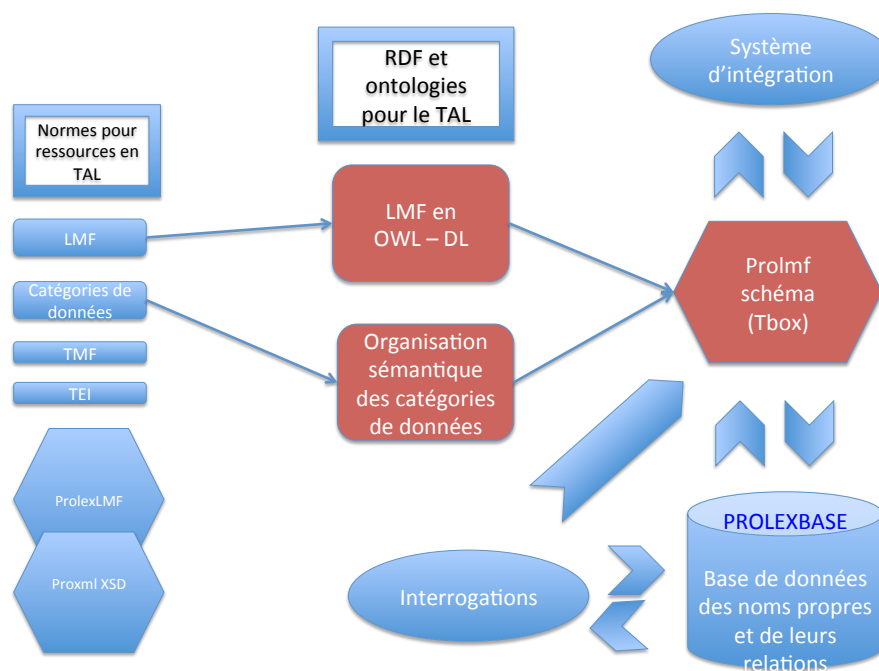 Normes pour
ressources en
TAL
LMF
Catégories de
données
TMF
TEI
ProlexLMF
Proxml XSD
RDF et
ontologies
pour le TAL
LMF en
OWL – DL
Organisation
sémantique
des catégories
de données
Interrogations
Système
d'intégration
Prolmf
schéma
(Tbox)
PROLEXBASE
Base de données
des noms propres
et de leurs
relations